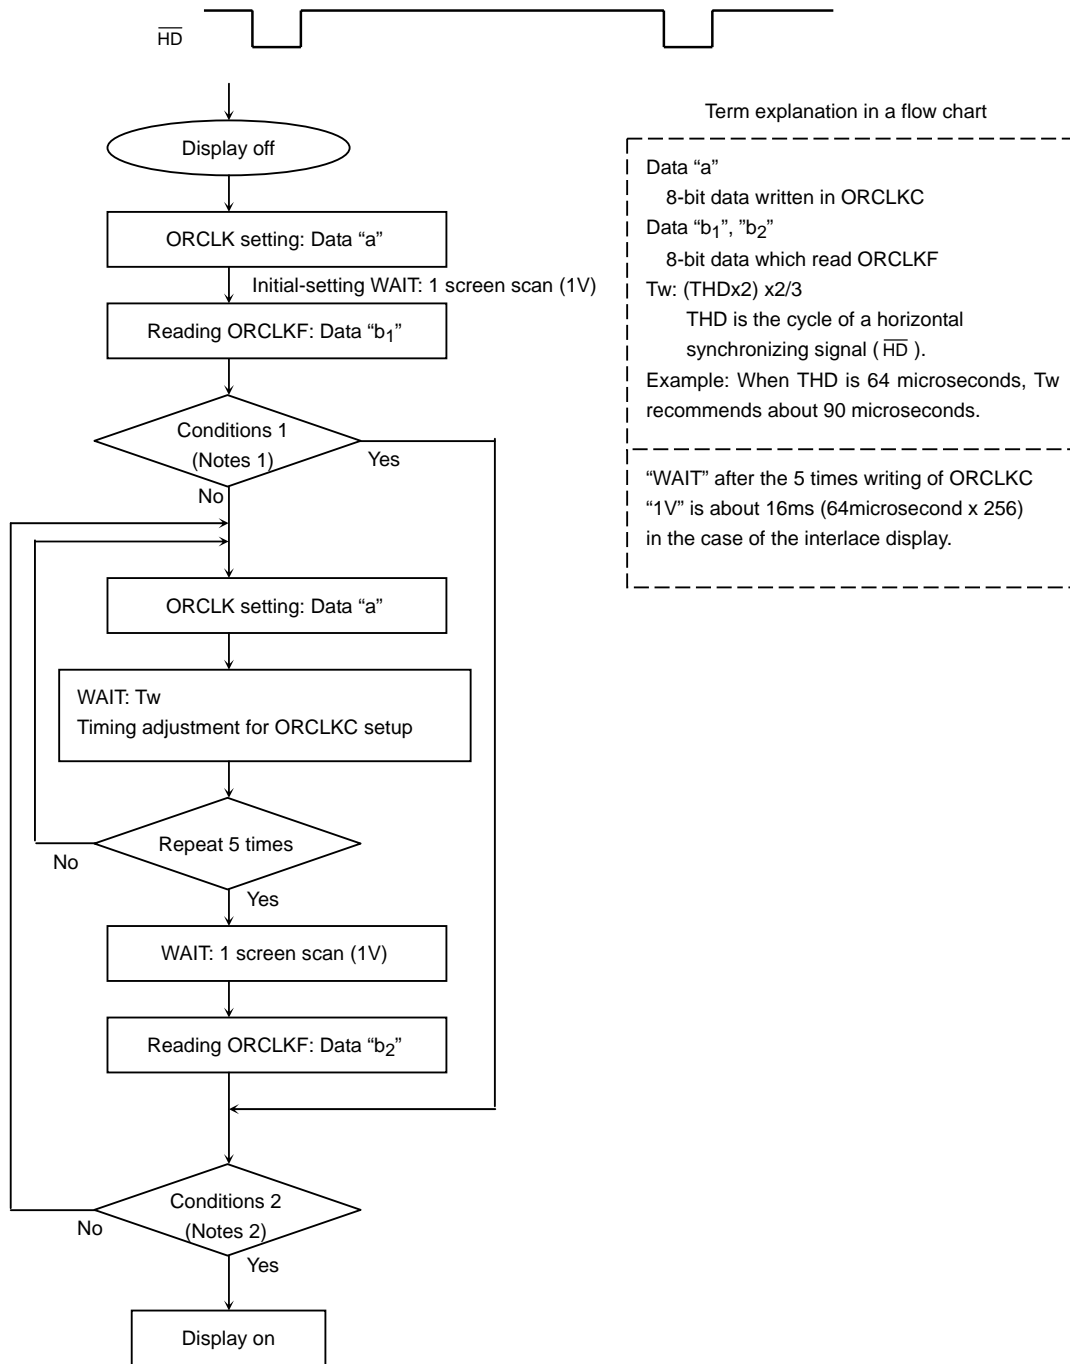 HD
Term explanation in a flow chart
Display off
ORCLK setting: Data “a”
Initial-setting WAIT: 1 screen scan (1V)
Reading ORCLKF: Data “b1”
Conditions 1
(Notes 1)
Yes
No
ORCLK setting: Data “a”
WAIT: Tw
Timing adjustment for ORCLKC setup
Repeat 5 times
No
Yes
WAIT: 1 screen scan (1V)
Reading ORCLKF: Data “b2”
Conditions 2
(Notes 2)
No
Yes
Display on
Data “a”
8-bit data written in ORCLKC
Data “b1”, ”b2”
8-bit data which read ORCLKF
Tw: (THDx2) x2/3
THD is the cycle of a horizontal
synchronizing signal ( HD ).
Example: When THD is 64 microseconds, Tw
recommends about 90 microseconds.
“WAIT” after the 5 times writing of ORCLKC
“1V” is about 16ms (64microsecond x 256)
in the case of the interlace display.